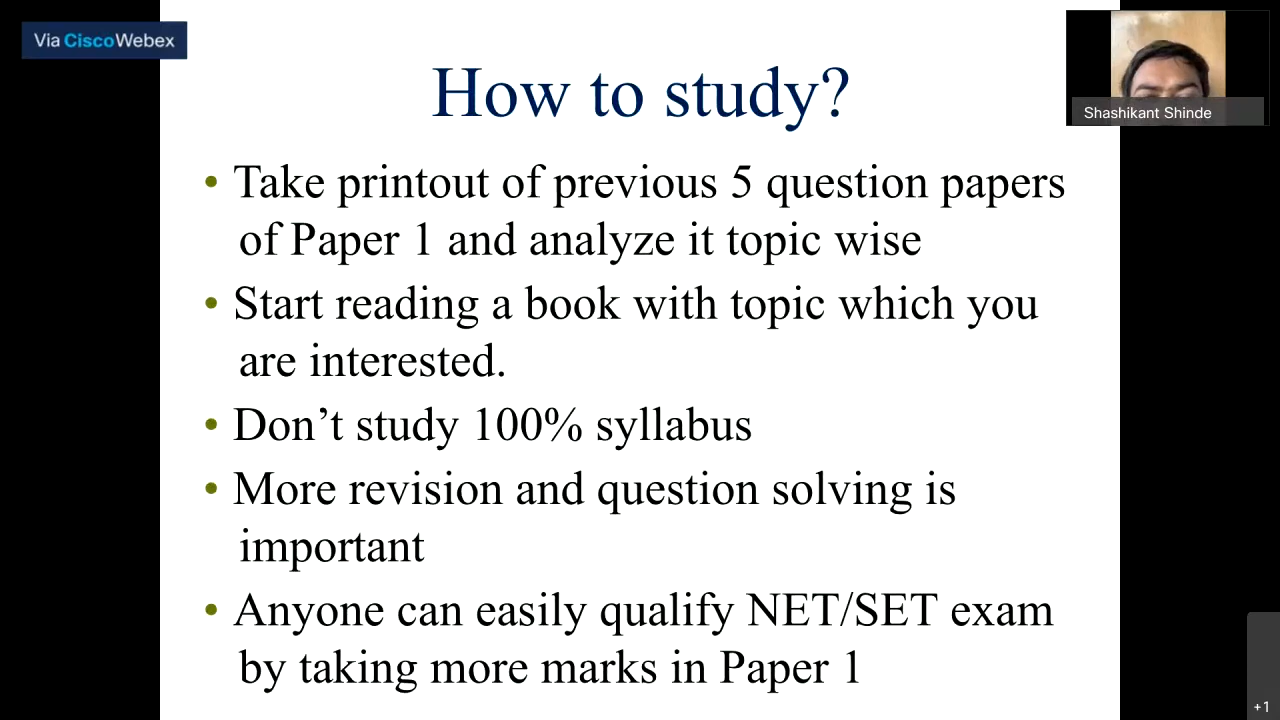 Via CiscoWebex
How to study?
Shashikant Shinde
• Take printout of previous 5 question papers
of Paper 1 and analyze it topic wise
• Start reading a book with topic which you
are interested.
• Don’t study 100% syllabus
• More revision and question solving is
important
• Anyone can easily qualify NET/SET exam
by taking more marks in Paper 1
+1